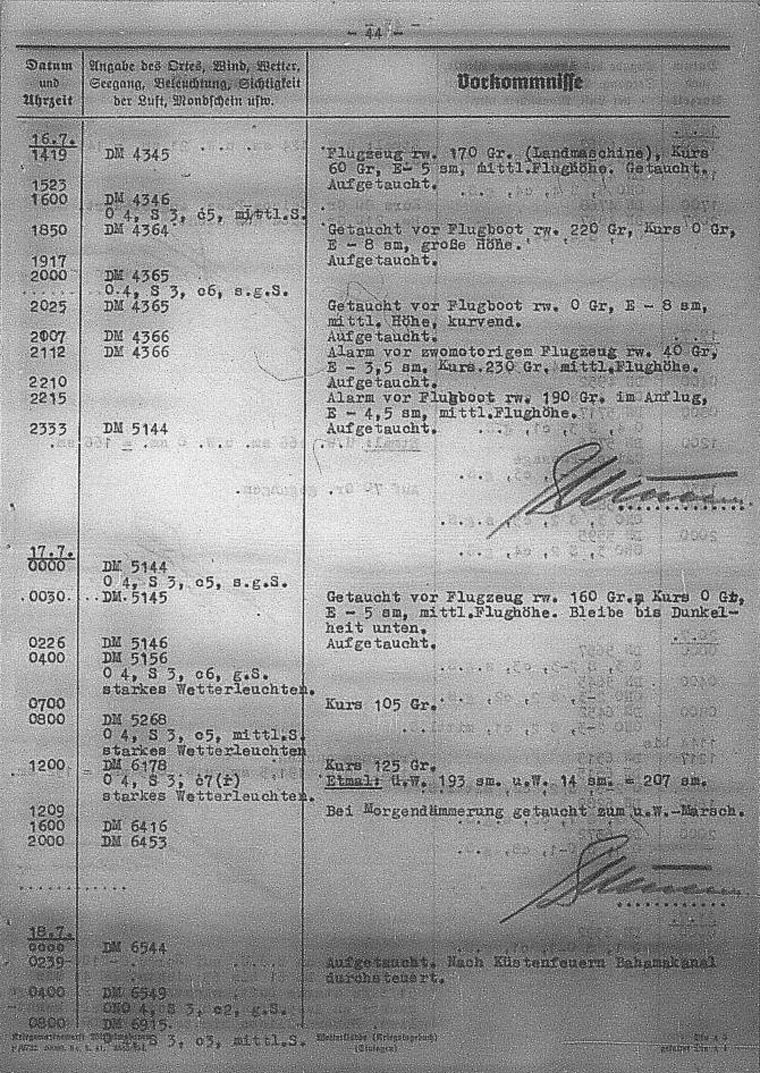 - 44 -
Datum und Uhrzeit
Angabe des Ortes, Wind, Wetter, Seegang, Beleuchtung, Sichtigkeit der Luft, Mondschein usw.
Vorkommnisse
16.7.
1419 DM 4345 Flugzeug rw. 170 Gr. (Landmaschine), Kurs
60 Gr, E- 5 sm, mittl.Flughöhe. Getaucht.
1523 Aufgetaucht.
1600 DM 4346
O 4, S 3, c5, mittl.S.
1850 DM 4364 Getaucht vor Flugboot rw. 220 Gr, Kurs 0 Gr,
E - 8 sm, große Höhe.
1917 Aufgetaucht.
2000 DM 4365
O.4, S 3, c6, s.g.S.
2025 DM 4365 Getaucht vor Flugboot rw. 0 Gr, E - 8 sm,
mittl. Höhe, kurvend.
2007 DM 4366 Aufgetaucht.
2112 DM 4366 Alarm vor zwomotorigem Flugzeug rw. 40 Gr,
E - 3,5 sm. Kurs 230 Gr. mittl.Flughöhe.
2210 Aufgetaucht.
2215 Alarm vor Flugboot rw. 190 Gr. im Anflug,
E - 4,5 sm, mittl.Flughöhe.
2333 DM 5144 Aufgetaucht.
17.7.
0000 DM 5144
O 4, S 3, c5, s.g.S.
0030 DM 5145 Getaucht vor Flugzeug rw. 160 Gr., Kurs 0 Gr,
E - 5 sm, mittl.Flughöhe. Bleibe bis Dunkel-
heit unten.
0226 DM 5146 Aufgetaucht.
0400 DM 5156
O 4, S 3, c6, g.S.
starkes Wetterleuchten.
0700 Kurs 105 Gr.
0800 DM 5268
O 4, S 3, c5, mittl.S.
starkes Wetterleuchten
1200 DM 6178 Kurs 125 Gr.
O 4, S 3, c7(r) Etmal: ü.W. 193 sm. u.W. 14 sm. = 207 sm.
starkes Wetterleuchten.
1209 Bei Morgendämmerung getaucht zum u.W.-Marsch.
1600 DM 6416
2000 DM 6453
18.7.
0000 DM 6544
0239 Aufgetaucht. Nach Küstenfeuern Bahamakanal
durchsteuert.
0400 DM 6549
ONO 4, S 3, c2, g.S.
0800 DM 6915
S 3, c3, mittl.S.
(Kriegstagebuch)
(Einlagen)